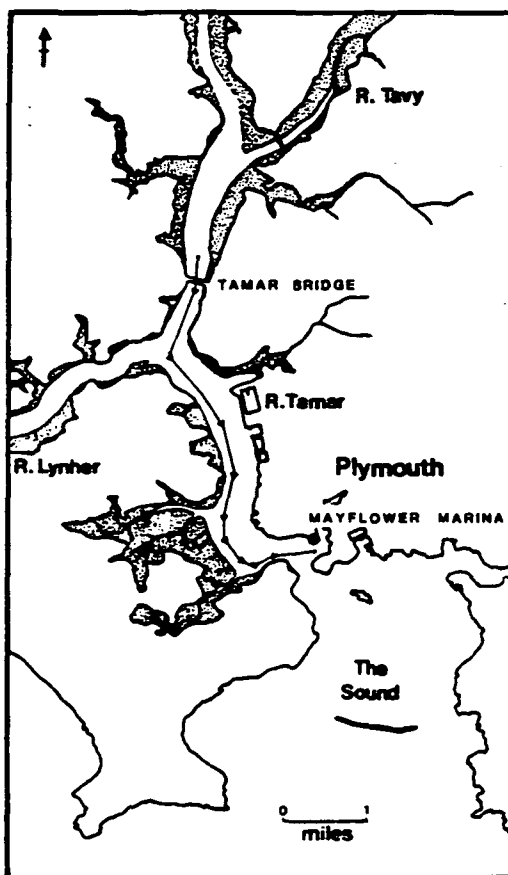 R. Tavy
TAMAR BRIDGE
R. Tamar
R. Lynher
Plymouth
MAYFLOWER MARINA
The
Sound
0 1
miles